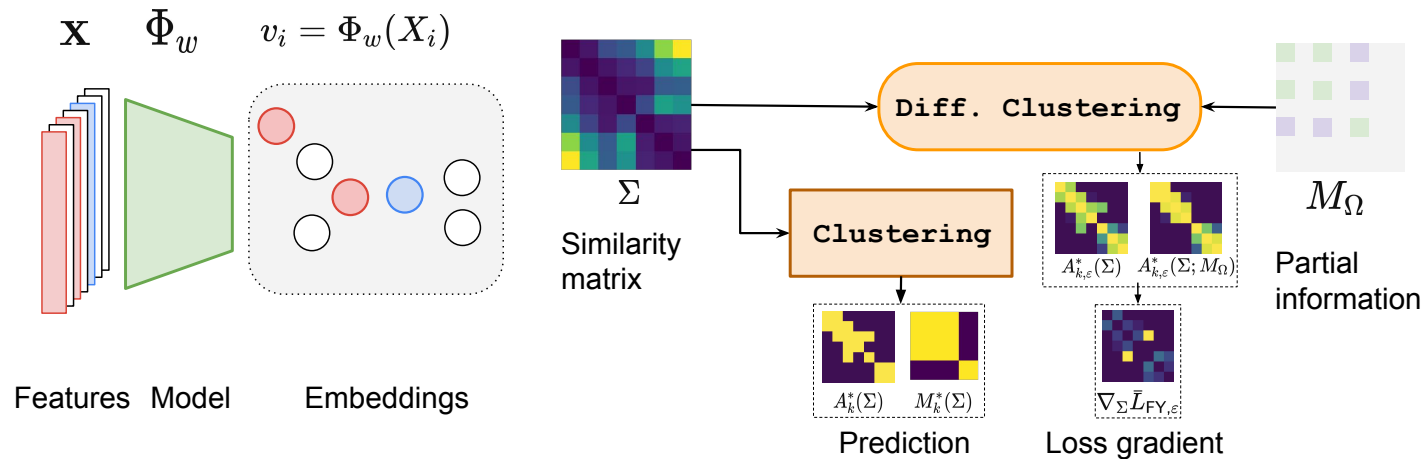 x
Φ_w
v_i = Φ_w(X_i)
Features
Model
Embeddings
Σ
Similarity
matrix
Diff. Clustering
Clustering
A*_k(Σ)
M*_k(Σ)
Prediction
A*_{k,ε}(Σ)
A*_{k,ε}(Σ; M_Ω)
∇_Σ L̄_{FY,ε}
Loss gradient
M_Ω
Partial
information